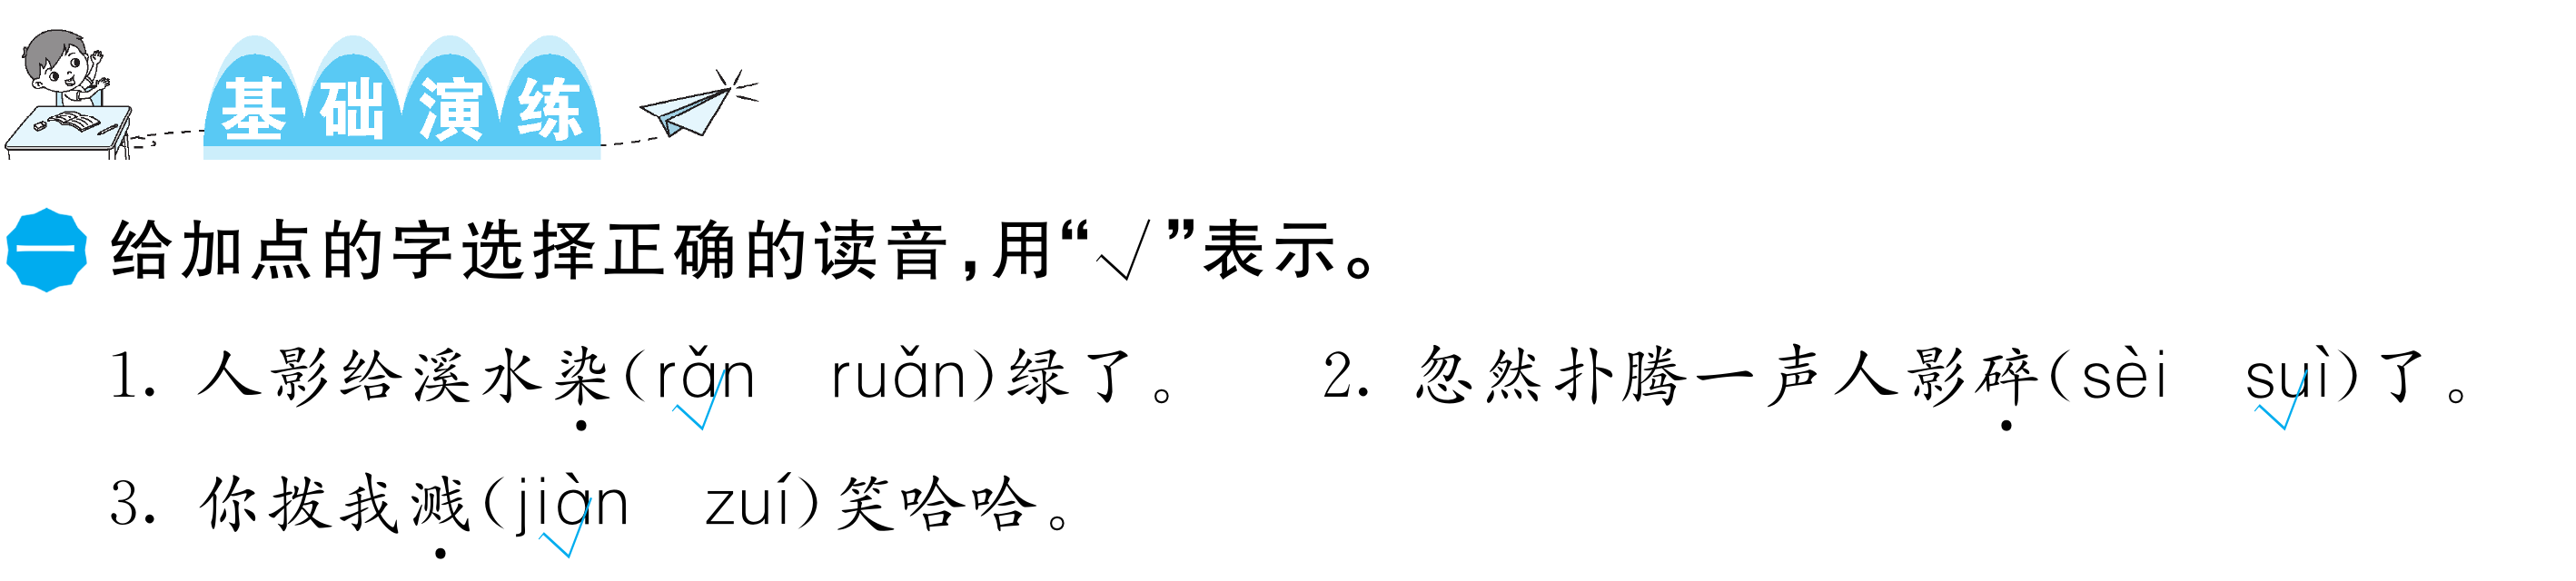 基础演练
一 给加点的字选择正确的读音,用“√”表示。
1. 人影给溪水染(rǎn√ ruǎn)绿了。 2. 忽然扑腾一声人影碎(sèi suì√)了。
3. 你拨我溅(jiàn√ zuí)笑哈哈。